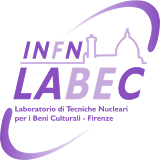 INFN
LABEC
Laboratorio di Tecniche Nucleari
per i Beni Culturali - Firenze